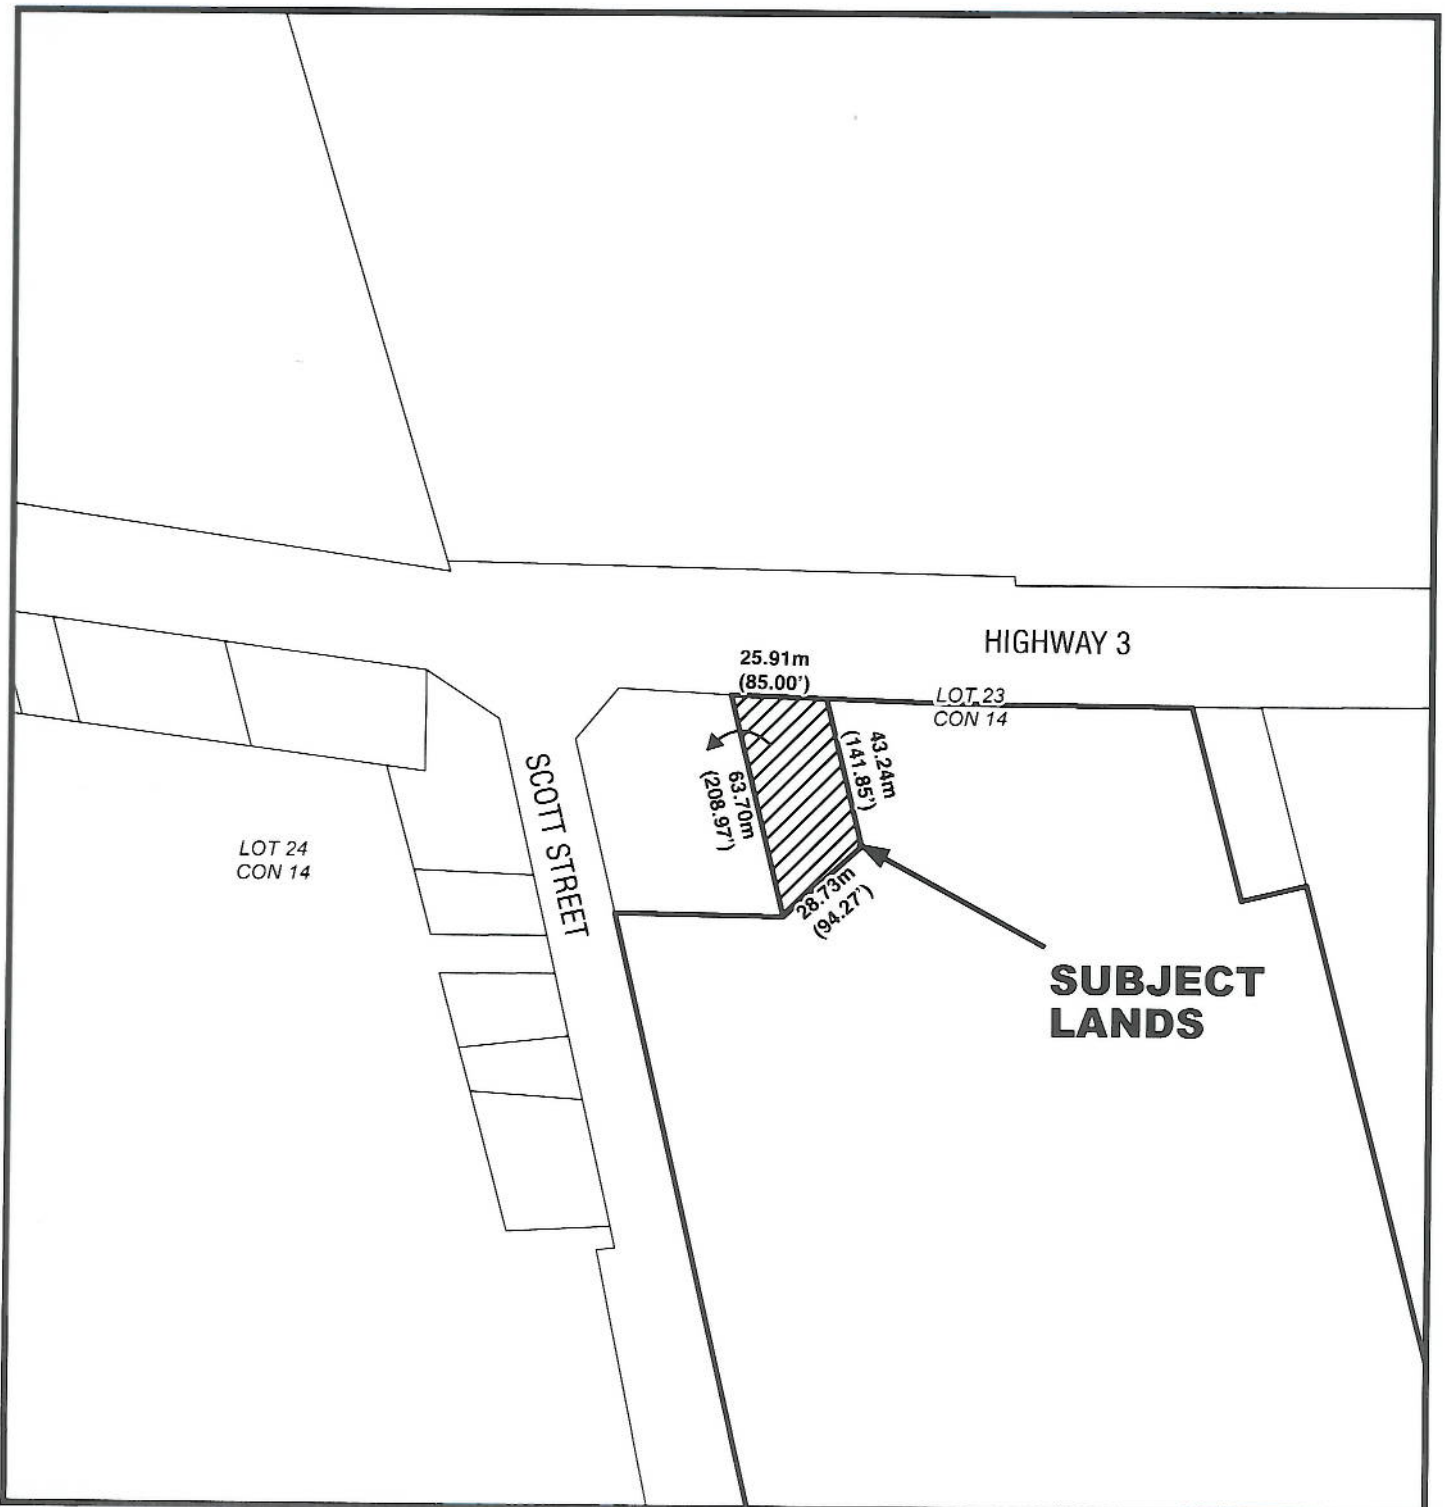 HIGHWAY 3
25.91m
(85.00')
LOT 23
CON 14
43.24m
(141.85')
63.70m
(208.97')
SCOTT STREET
LOT 24
CON 14
28.73m
(94.27')
SUBJECT
LANDS